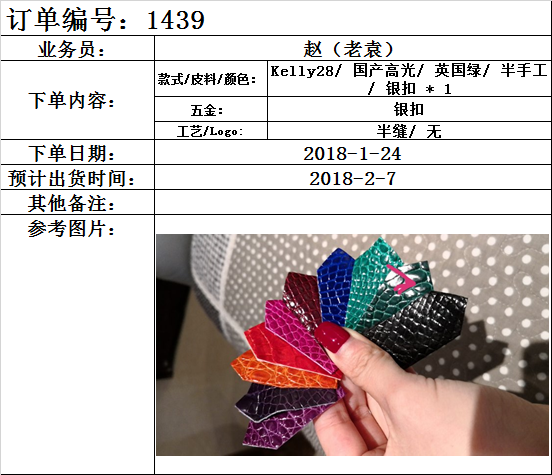 订单编号：1439
业务员： 赵（老袁）
下单内容： 款式/皮料/颜色： Kelly28/ 国产高光/ 英国绿/ 半手工
/ 银扣 * 1
五金： 银扣
工艺/Logo: 半缝/ 无
下单日期： 2018-1-24
预计出货时间： 2018-2-7
其他备注：
参考图片：